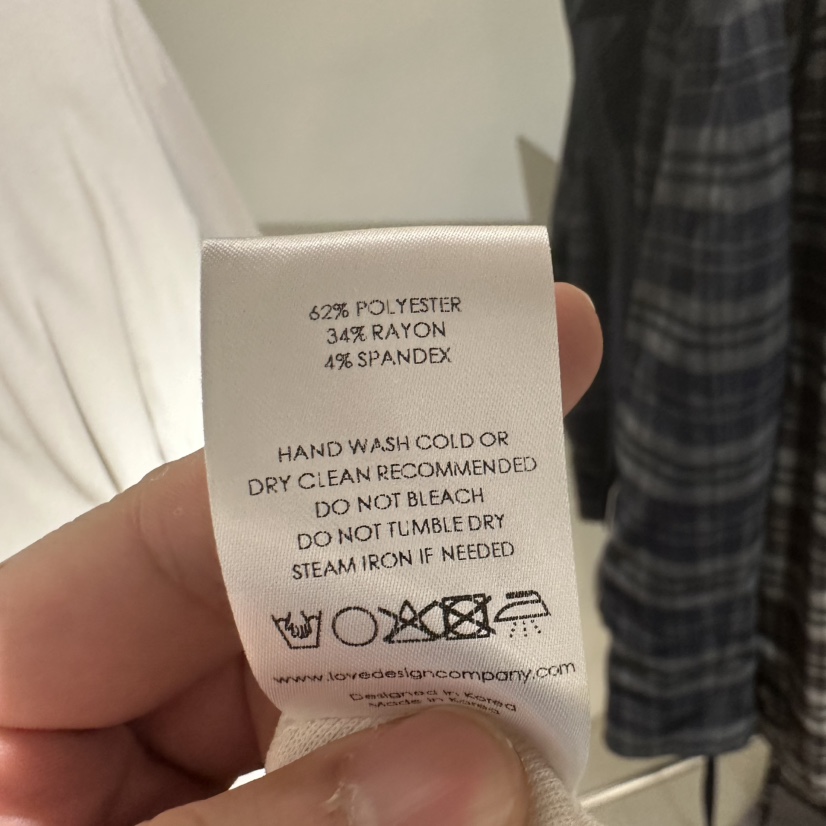 62% POLYESTER
34% RAYON
4% SPANDEX
HAND WASH COLD OR
DRY CLEAN RECOMMENDED
DO NOT BLEACH
DO NOT TUMBLE DRY
STEAM IRON IF NEEDED
www.lovedesigncompany.com
Designed in Korea
Made in Korea